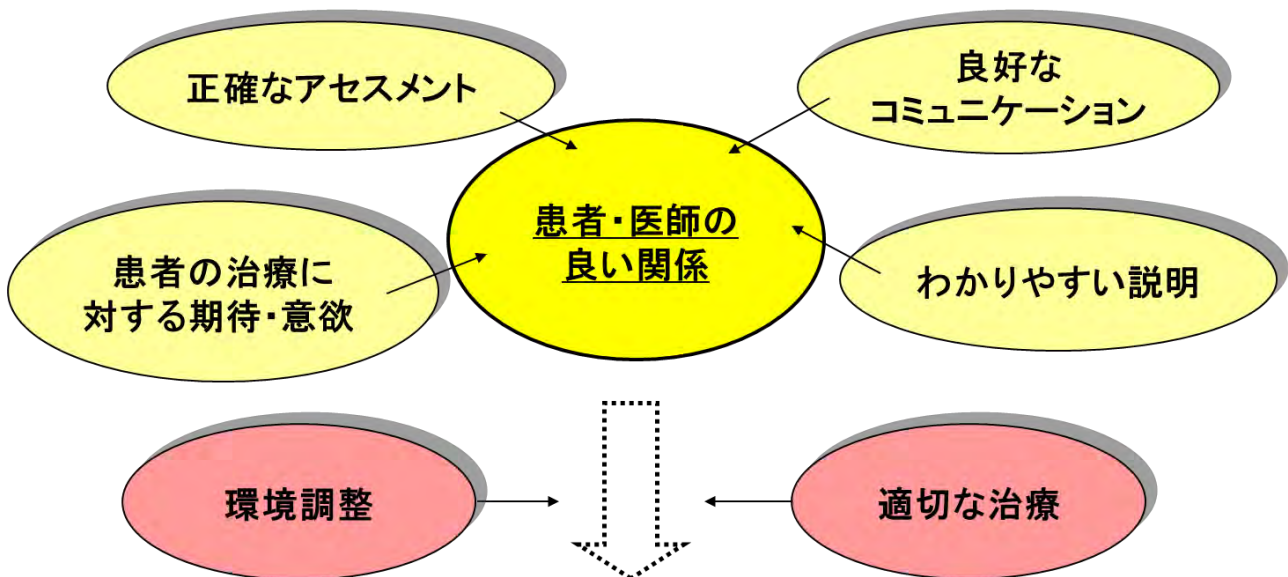 正確なアセスメント
良好な
コミュニケーション
患者・医師の
良い関係
患者の治療に
対する期待・意欲
わかりやすい説明
環境調整
適切な治療